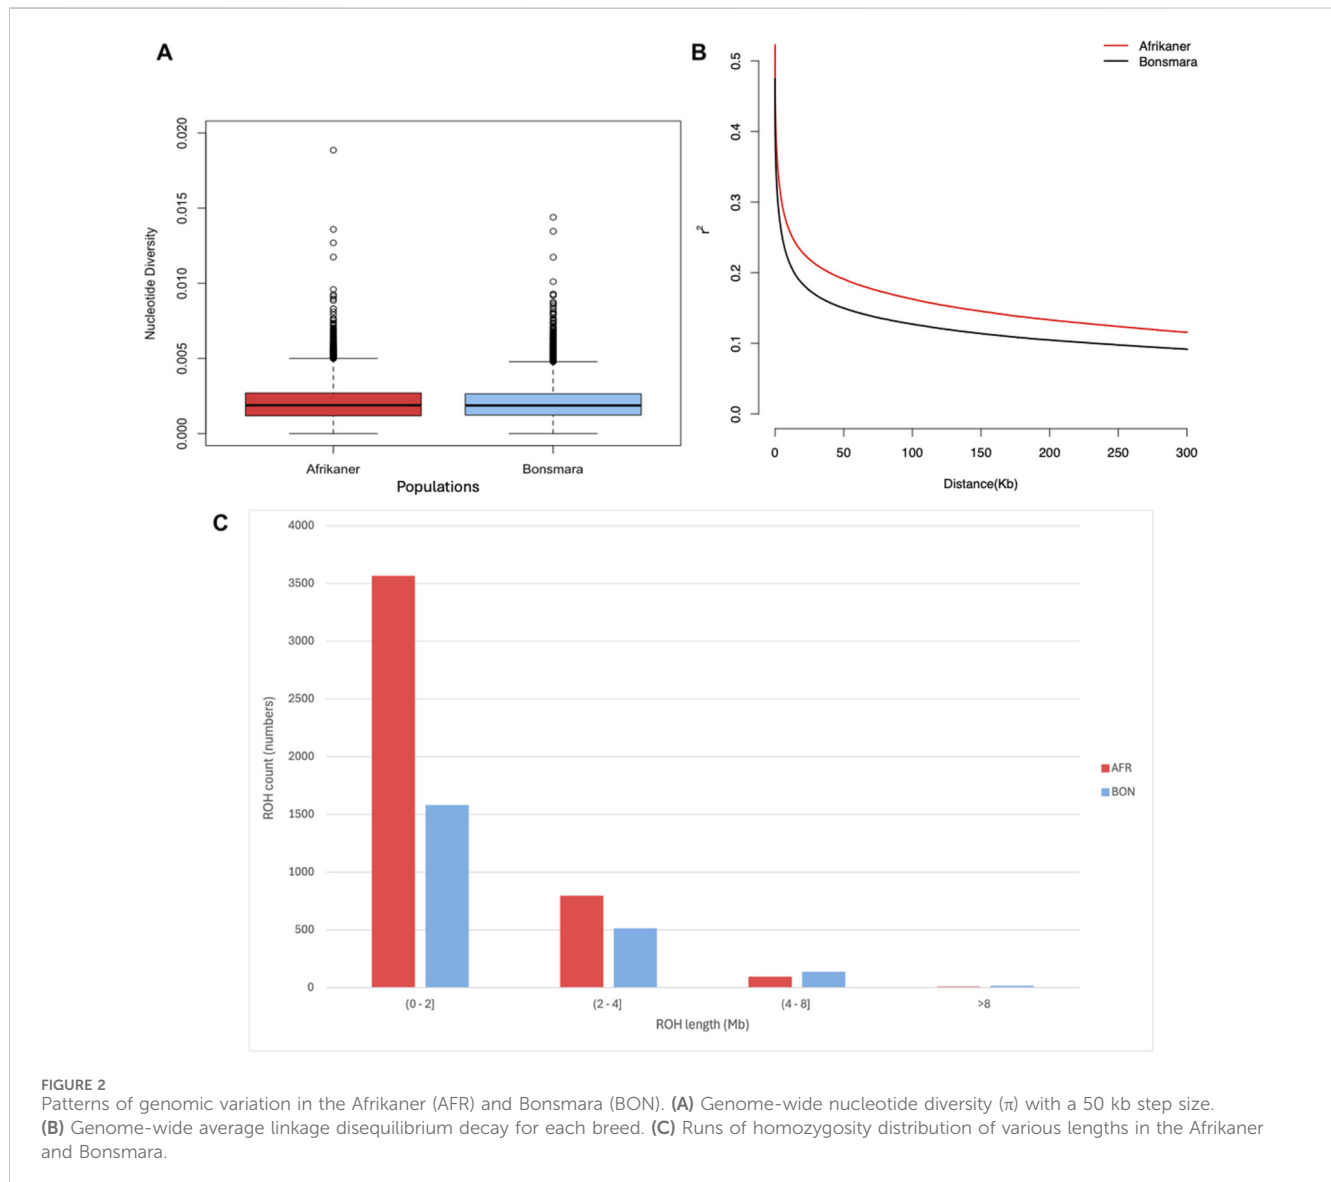 A
0.020
0.015
0.010
0.005
0.000
Nucleotide Diversity
Afrikaner
Bonsmara
Populations
B
Afrikaner
Bonsmara
0.5
0.4
0.3
0.2
0.1
0.0
r²
0 50 100 150 200 250 300
Distance(Kb)
C
4000
3500
3000
2500
2000
1500
1000
500
0
ROH count (numbers)
(0 - 2] (2 - 4] (4 - 8] >8
ROH length (Mb)
AFR
BON
FIGURE 2
Patterns of genomic variation in the Afrikaner (AFR) and Bonsmara (BON). (A) Genome-wide nucleotide diversity (π) with a 50 kb step size.
(B) Genome-wide average linkage disequilibrium decay for each breed. (C) Runs of homozygosity distribution of various lengths in the Afrikaner
and Bonsmara.